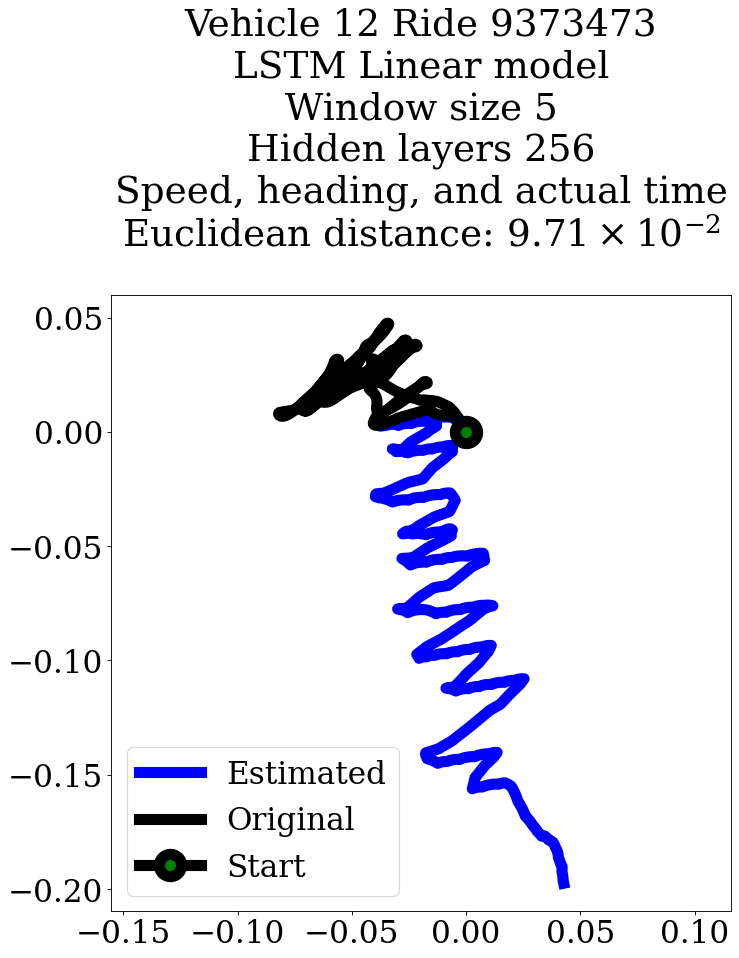 Vehicle 12 Ride 9373473
LSTM Linear model
Window size 5
Hidden layers 256
Speed, heading, and actual time
Euclidean distance: 9.71 × 10⁻²
0.05
0.00
−0.05
−0.10
−0.15
−0.20
Estimated
Original
Start
−0.15 −0.10 −0.05 0.00 0.05 0.10